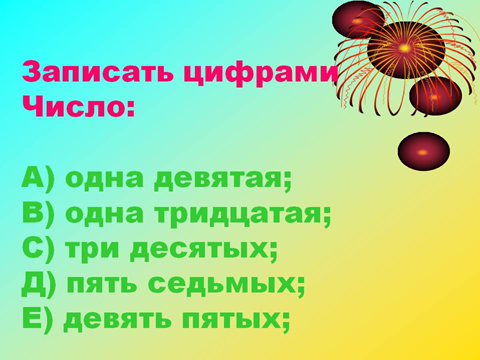 Записать цифрами
Число:
А) одна девятая;
В) одна тридцатая;
С) три десятых;
Д) пять седьмых;
Е) девять пятых;